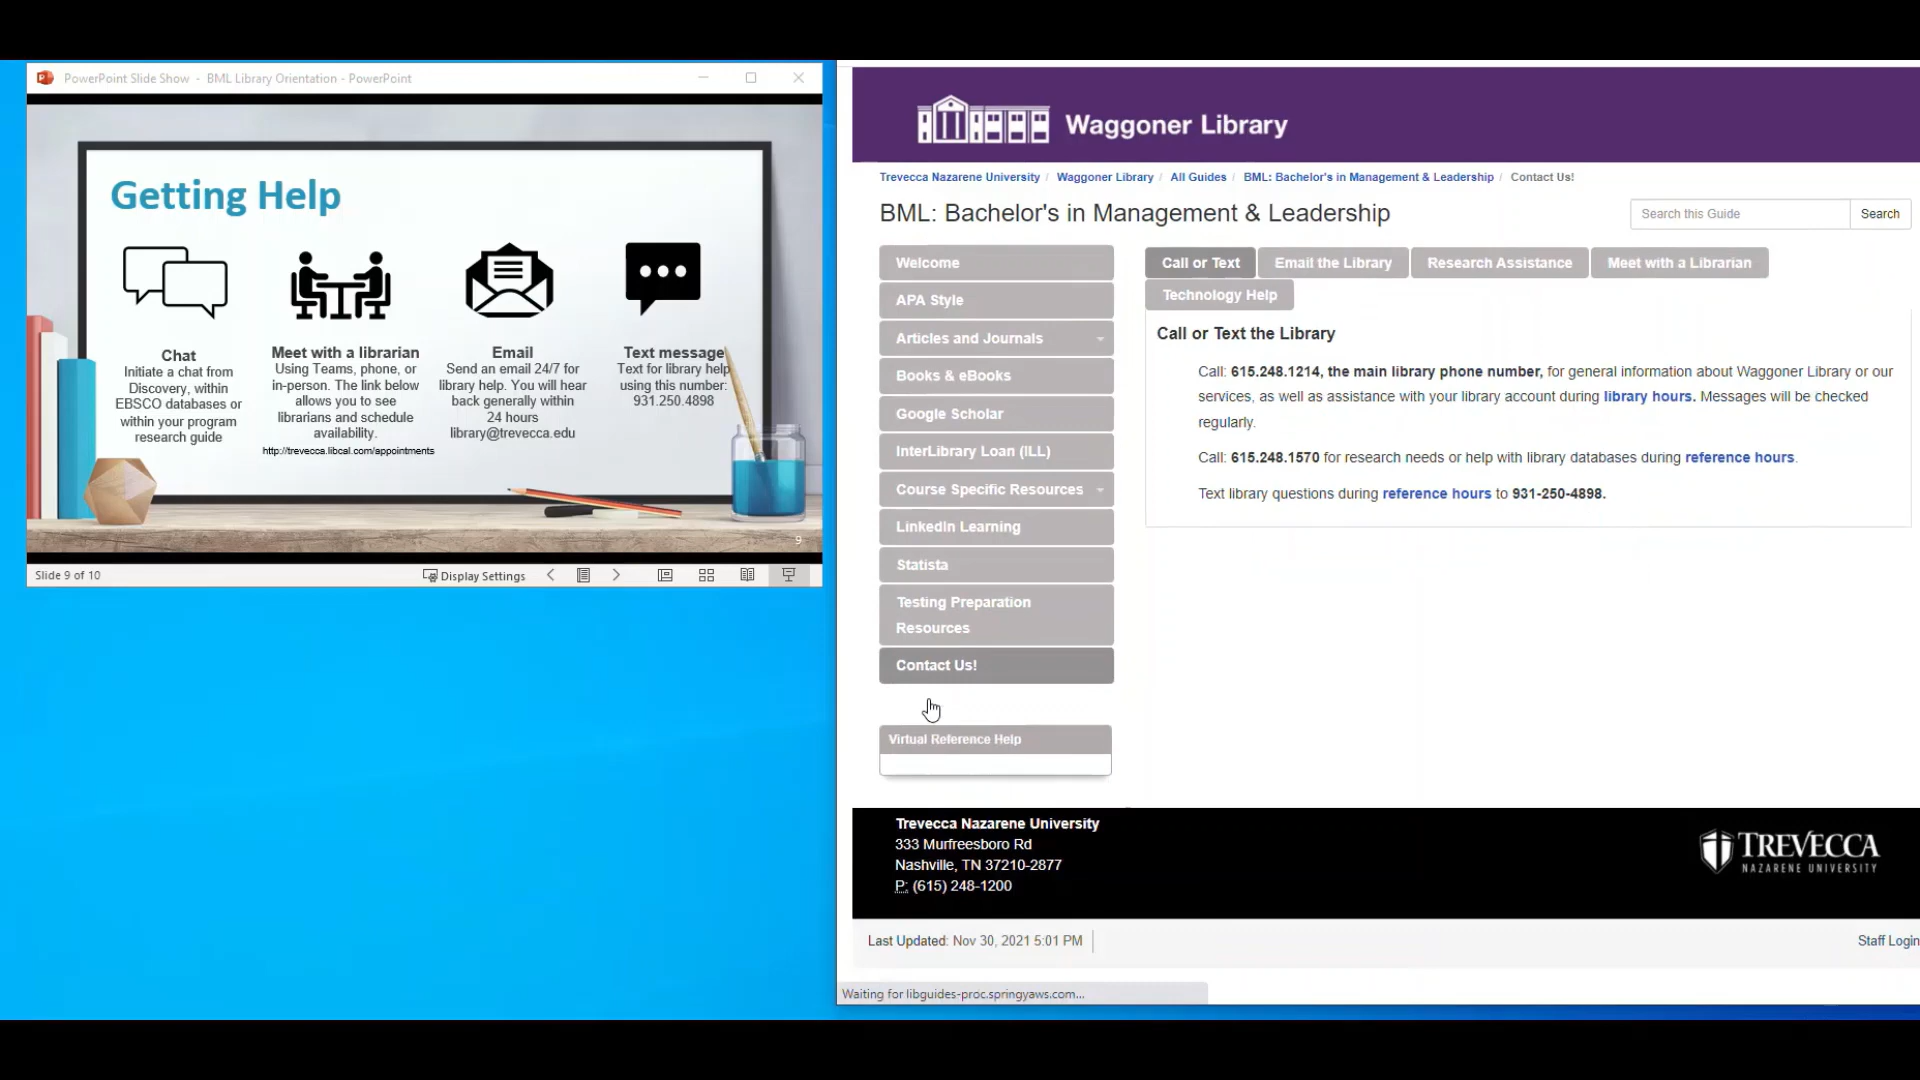 PowerPoint Slide Show - BML Library Orientation - PowerPoint
Getting Help
Chat
Initiate a chat from
Discovery, within
EBSCO databases or
within your program
research guide
Meet with a librarian
Using Teams, phone, or
in-person. The link below
allows you to see
librarians and schedule
availability.
http://trevecca.libcal.com/appointments
Email
Send an email 24/7 for
library help. You will hear
back generally within
24 hours
library@trevecca.edu
Text message
Text for library help
using this number:
931.250.4898
9
Slide 9 of 10
Display Settings
Waggoner Library
Trevecca Nazarene University / Waggoner Library / All Guides / BML: Bachelor's in Management & Leadership / Contact Us!
BML: Bachelor's in Management & Leadership
Search this Guide
Search
Welcome
APA Style
Articles and Journals
Books & eBooks
Google Scholar
InterLibrary Loan (ILL)
Course Specific Resources
LinkedIn Learning
Statista
Testing Preparation
Resources
Contact Us!
Virtual Reference Help
Call or Text
Email the Library
Research Assistance
Meet with a Librarian
Technology Help
Call or Text the Library
Call: 615.248.1214, the main library phone number, for general information about Waggoner Library or our
services, as well as assistance with your library account during library hours. Messages will be checked
regularly.
Call: 615.248.1570 for research needs or help with library databases during reference hours.
Text library questions during reference hours to 931-250-4898.
Trevecca Nazarene University
333 Murfreesboro Rd
Nashville, TN 37210-2877
P: (615) 248-1200
TREVECCA
NAZARENE UNIVERSITY
Last Updated: Nov 30, 2021 5:01 PM
Staff Login
Waiting for libguides-proc.springyaws.com...